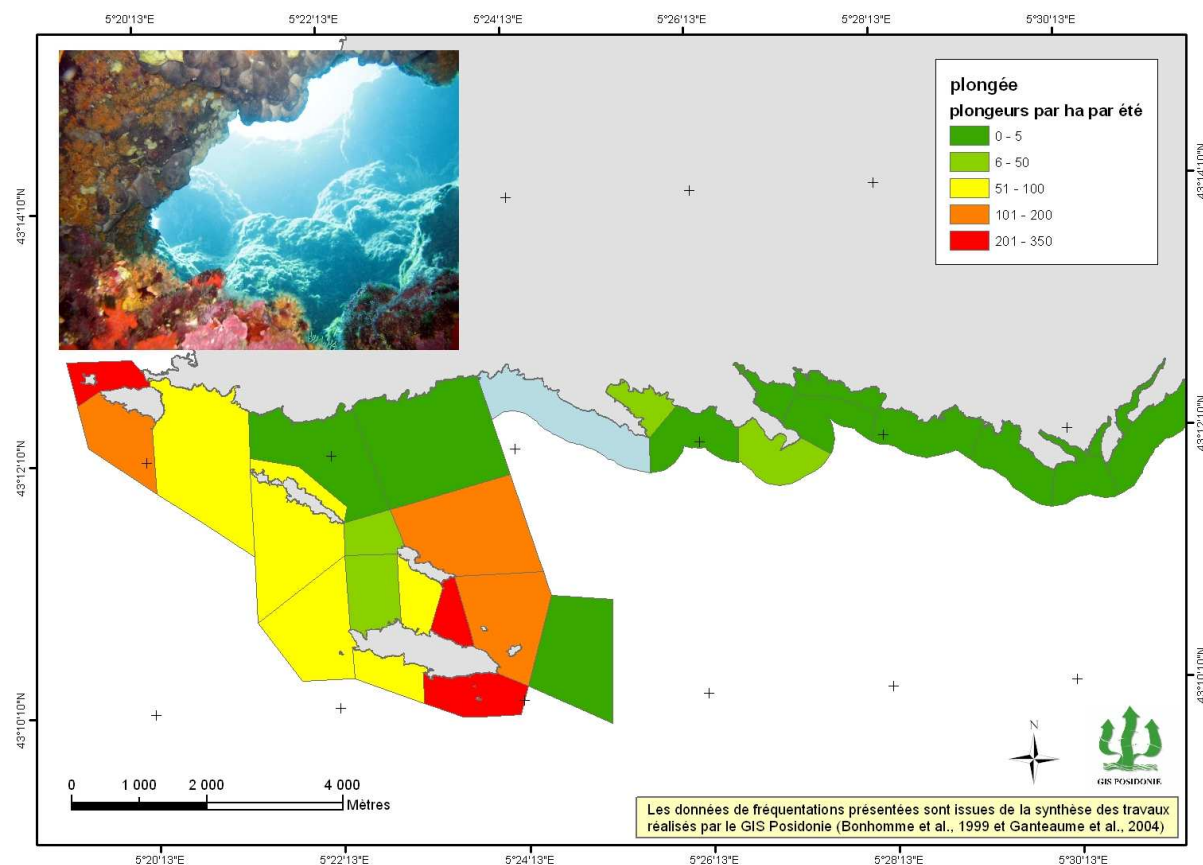 5°20'13"E
5°22'13"E
5°24'13"E
5°26'13"E
5°28'13"E
5°30'13"E
43°14'10"N
43°12'10"N
43°10'10"N
43°14'10"N
43°12'10"N
43°10'10"N
plongée
plongeurs par ha par été
0 - 5
6 - 50
51 - 100
101 - 200
201 - 350
N
GIS POSIDONIE
0 1 000 2 000 4 000
Mètres
Les données de fréquentations présentées sont issues de la synthèse des travaux
réalisés par le GIS Posidonie (Bonhomme et al., 1999 et Ganteaume et al., 2004)
5°20'13"E
5°22'13"E
5°24'13"E
5°26'13"E
5°28'13"E
5°30'13"E